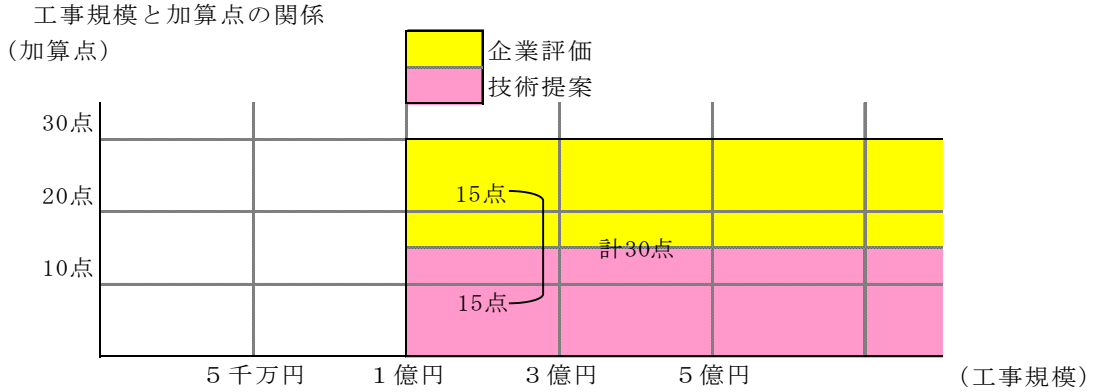 工事規模と加算点の関係
（加算点）
企業評価
技術提案
30点
20点
15点
計30点
10点
15点
５千万円
１億円
３億円
５億円
（工事規模）